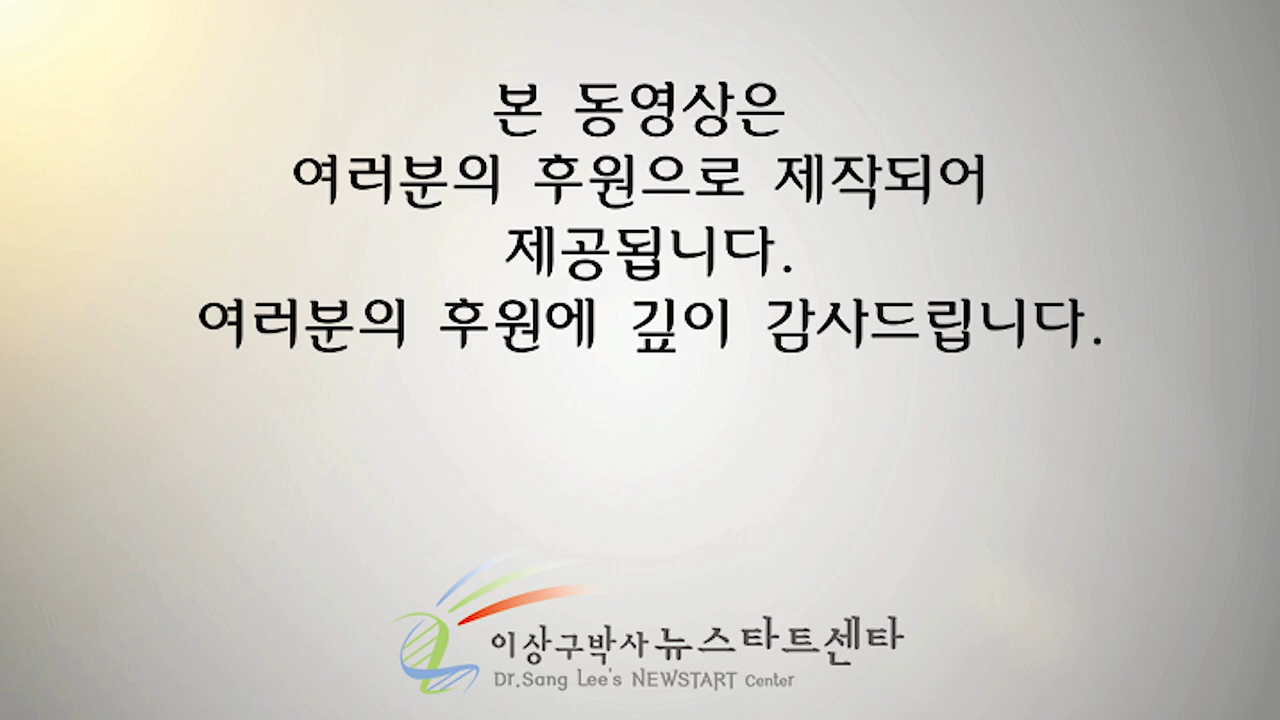 본 동영상은
여러분의 후원으로 제작되어
제공됩니다.
여러분의 후원에 깊이 감사드립니다.
이상구박사 뉴스타트센타
Dr.Sang Lee's NEWSTART Center